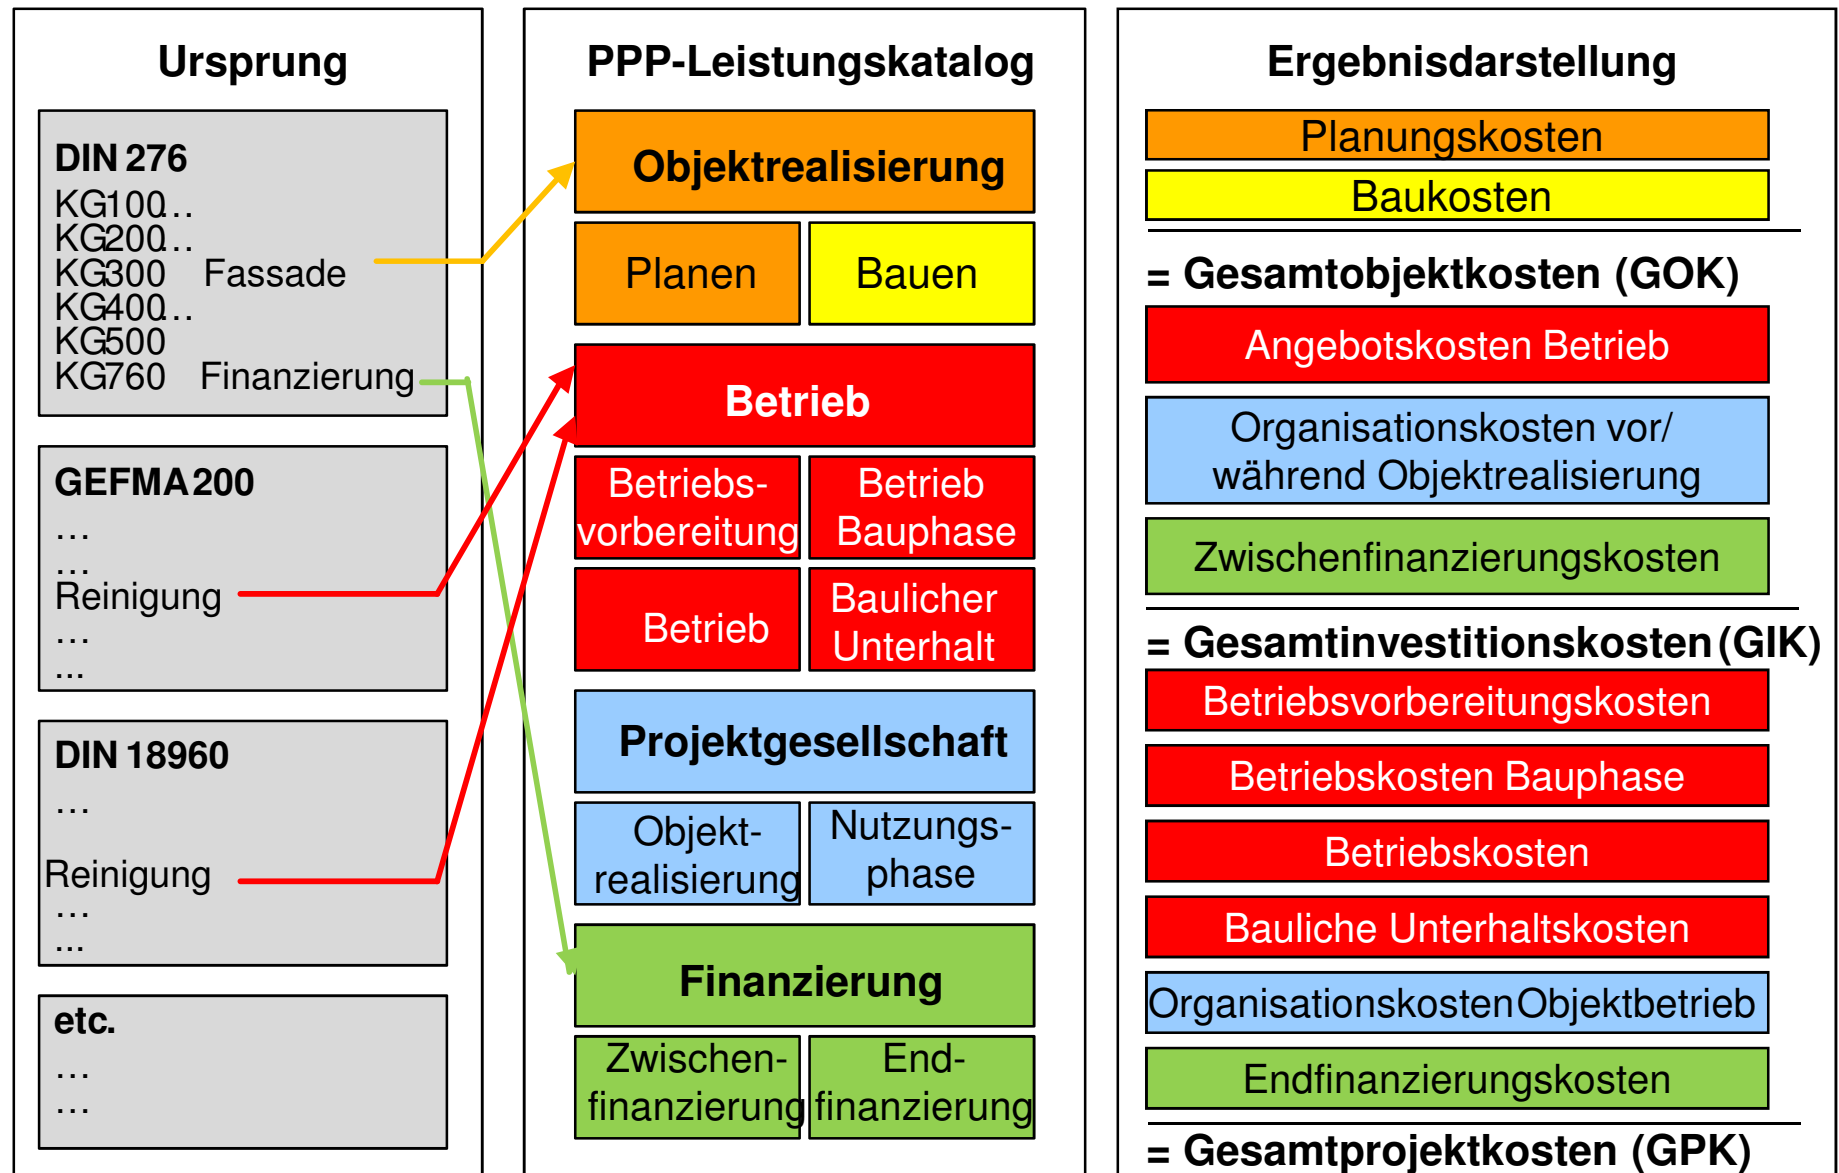 Ursprung
DIN 276
KG100...
KG200...
KG300 Fassade
KG400...
KG500
KG760 Finanzierung
GEFMA 200
...
...
Reinigung
...
...
DIN 18960
...
Reinigung
...
...
etc.
...
...
PPP-Leistungskatalog
Objektrealisierung
Planen
Bauen
Betrieb
Betriebs-
vorbereitung
Betrieb
Bauphase
Betrieb
Baulicher
Unterhalt
Projektgesellschaft
Objekt-
realisierung
Nutzungs-
phase
Finanzierung
Zwischen-
finanzierung
End-
finanzierung
Ergebnisdarstellung
Planungskosten
Baukosten
= Gesamtobjektkosten (GOK)
Angebotskosten Betrieb
Organisationskosten vor/
während Objektrealisierung
Zwischenfinanzierungskosten
= Gesamtinvestitionskosten (GIK)
Betriebsvorbereitungskosten
Betriebskosten Bauphase
Betriebskosten
Bauliche Unterhaltskosten
Organisationskosten Objektbetrieb
Endfinanzierungskosten
= Gesamtprojektkosten (GPK)